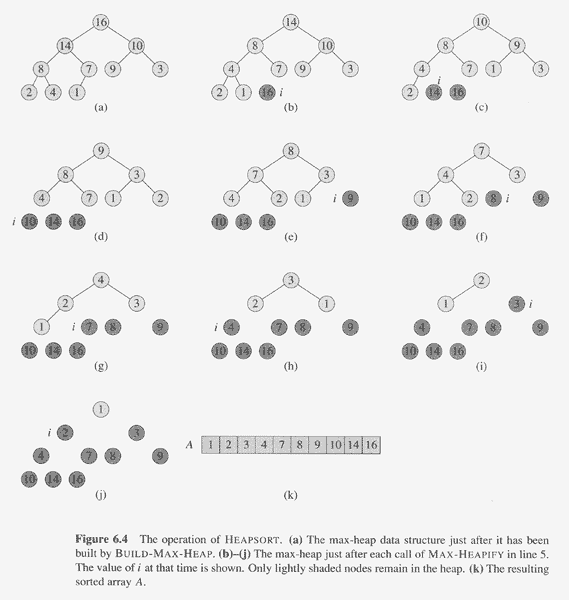 16
14 10
8 7 9 3
2 4 1
(a)
14
8 10
4 7 9 3
2 1 16 i
(b)
10
8 9
4 7 1 3
i
2 14 16
(c)
9
8 3
4 7 1 2
i 10 14 16
(d)
8
7 3
4 2 1 i 9
10 14 16
(e)
7
4 3
1 2 8 i 9
10 14 16
(f)
4
2 3
1 i 7 8 9
10 14 16
(g)
3
2 1
i 4 7 8 9
10 14 16
(h)
2
1 3 i
4 7 8 9
10 14 16
(i)
1
i 2 3
4 7 8 9
10 14 16
(j)
A 1 2 3 4 7 8 9 10 14 16
(k)
Figure 6.4 The operation of HEAPSORT. (a) The max-heap data structure just after it has been
built by BUILD-MAX-HEAP. (b)–(j) The max-heap just after each call of MAX-HEAPIFY in line 5.
The value of i at that time is shown. Only lightly shaded nodes remain in the heap. (k) The resulting
sorted array A.